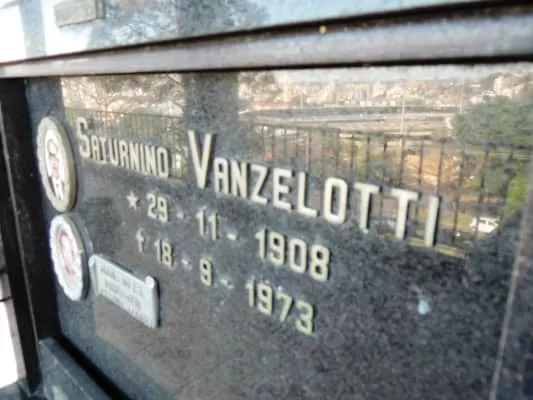 SATURNINO VANZELOTTI
★ 29 - 11 - 1908
✝ 18 - 9 - 1973